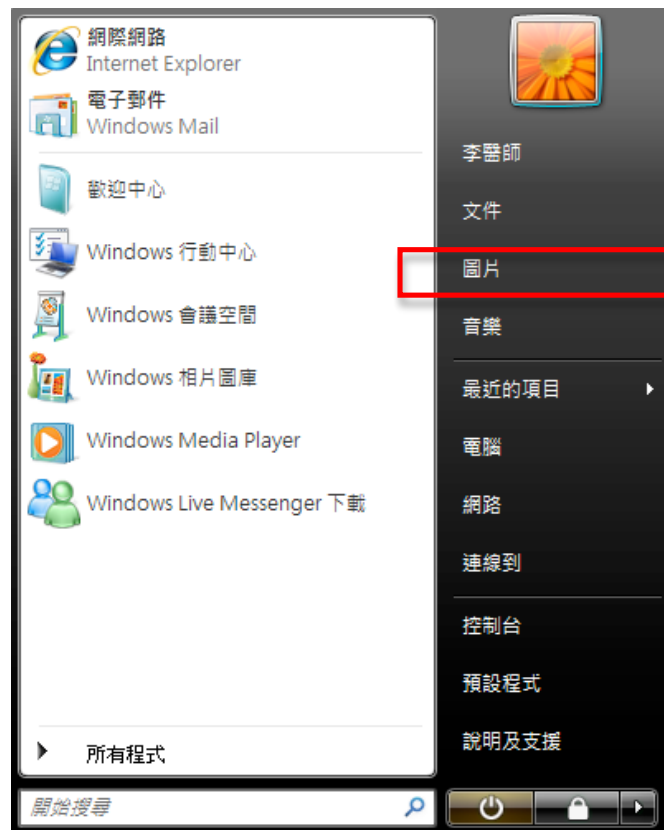 網際網路
Internet Explorer
電子郵件
Windows Mail
歡迎中心
Windows 行動中心
Windows 會議空間
Windows 相片圖庫
Windows Media Player
Windows Live Messenger 下載
所有程式
開始搜尋
李醫師
文件
圖片
音樂
最近的項目
電腦
網路
連線到
控制台
預設程式
說明及支援